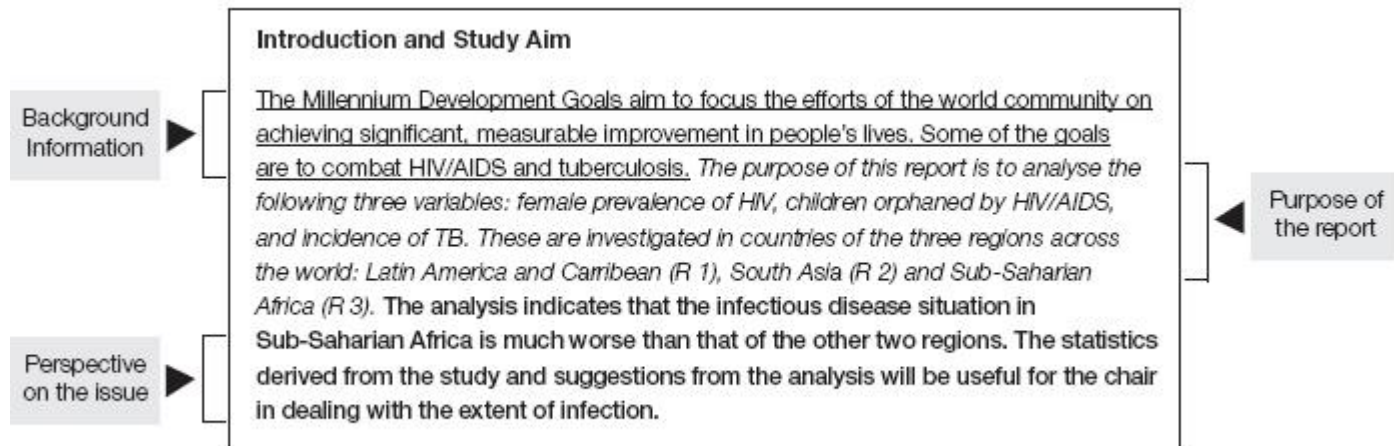 Introduction and Study Aim
Background
Information
The Millennium Development Goals aim to focus the efforts of the world community on
achieving significant, measurable improvement in people's lives. Some of the goals
are to combat HIV/AIDS and tuberculosis. The purpose of this report is to analyse the
following three variables: female prevalence of HIV, children orphaned by HIV/AIDS,
and incidence of TB. These are investigated in countries of the three regions across
the world: Latin America and Carribean (R 1), South Asia (R 2) and Sub-Saharian
Africa (R 3). The analysis indicates that the infectious disease situation in
Sub-Saharian Africa is much worse than that of the other two regions. The statistics
derived from the study and suggestions from the analysis will be useful for the chair
in dealing with the extent of infection.
Purpose of
the report
Perspective
on the issue